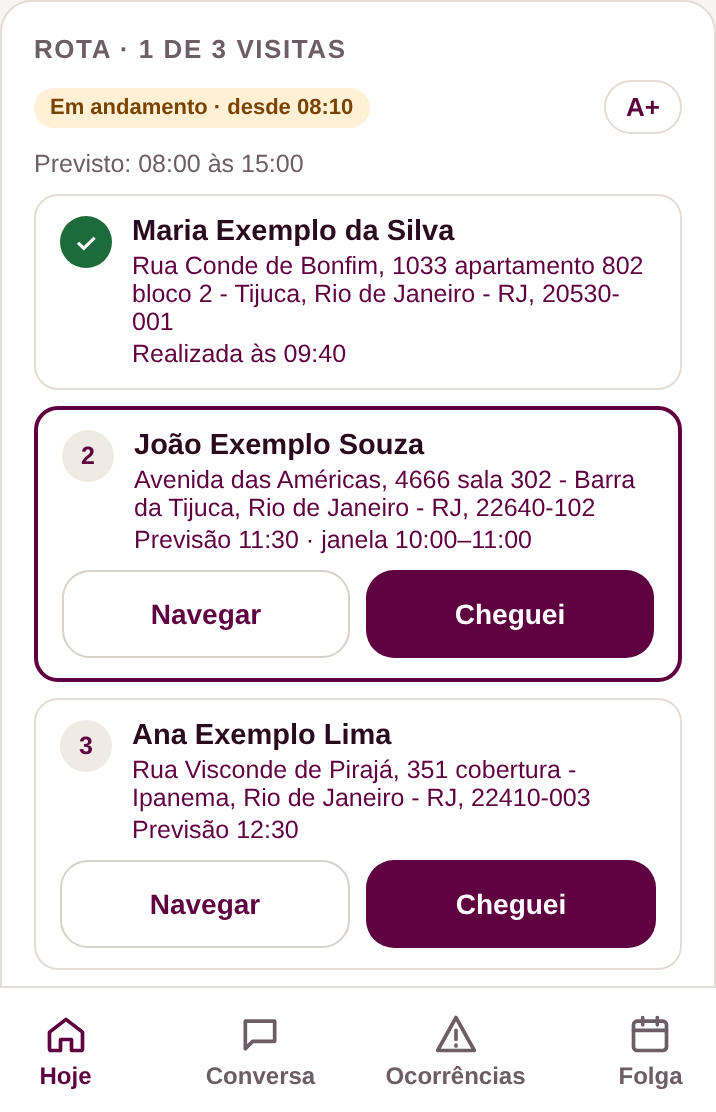 ROTA · 1 DE 3 VISITAS
Em andamento · desde 08:10
A+
Previsto: 08:00 às 15:00
Maria Exemplo da Silva
Rua Conde de Bonfim, 1033 apartamento 802
bloco 2 - Tijuca, Rio de Janeiro - RJ, 20530-
001
Realizada às 09:40
2
João Exemplo Souza
Avenida das Américas, 4666 sala 302 - Barra
da Tijuca, Rio de Janeiro - RJ, 22640-102
Previsão 11:30 · janela 10:00–11:00
Navegar
Cheguei
3
Ana Exemplo Lima
Rua Visconde de Pirajá, 351 cobertura -
Ipanema, Rio de Janeiro - RJ, 22410-003
Previsão 12:30
Navegar
Cheguei
Hoje
Conversa
Ocorrências
Folga